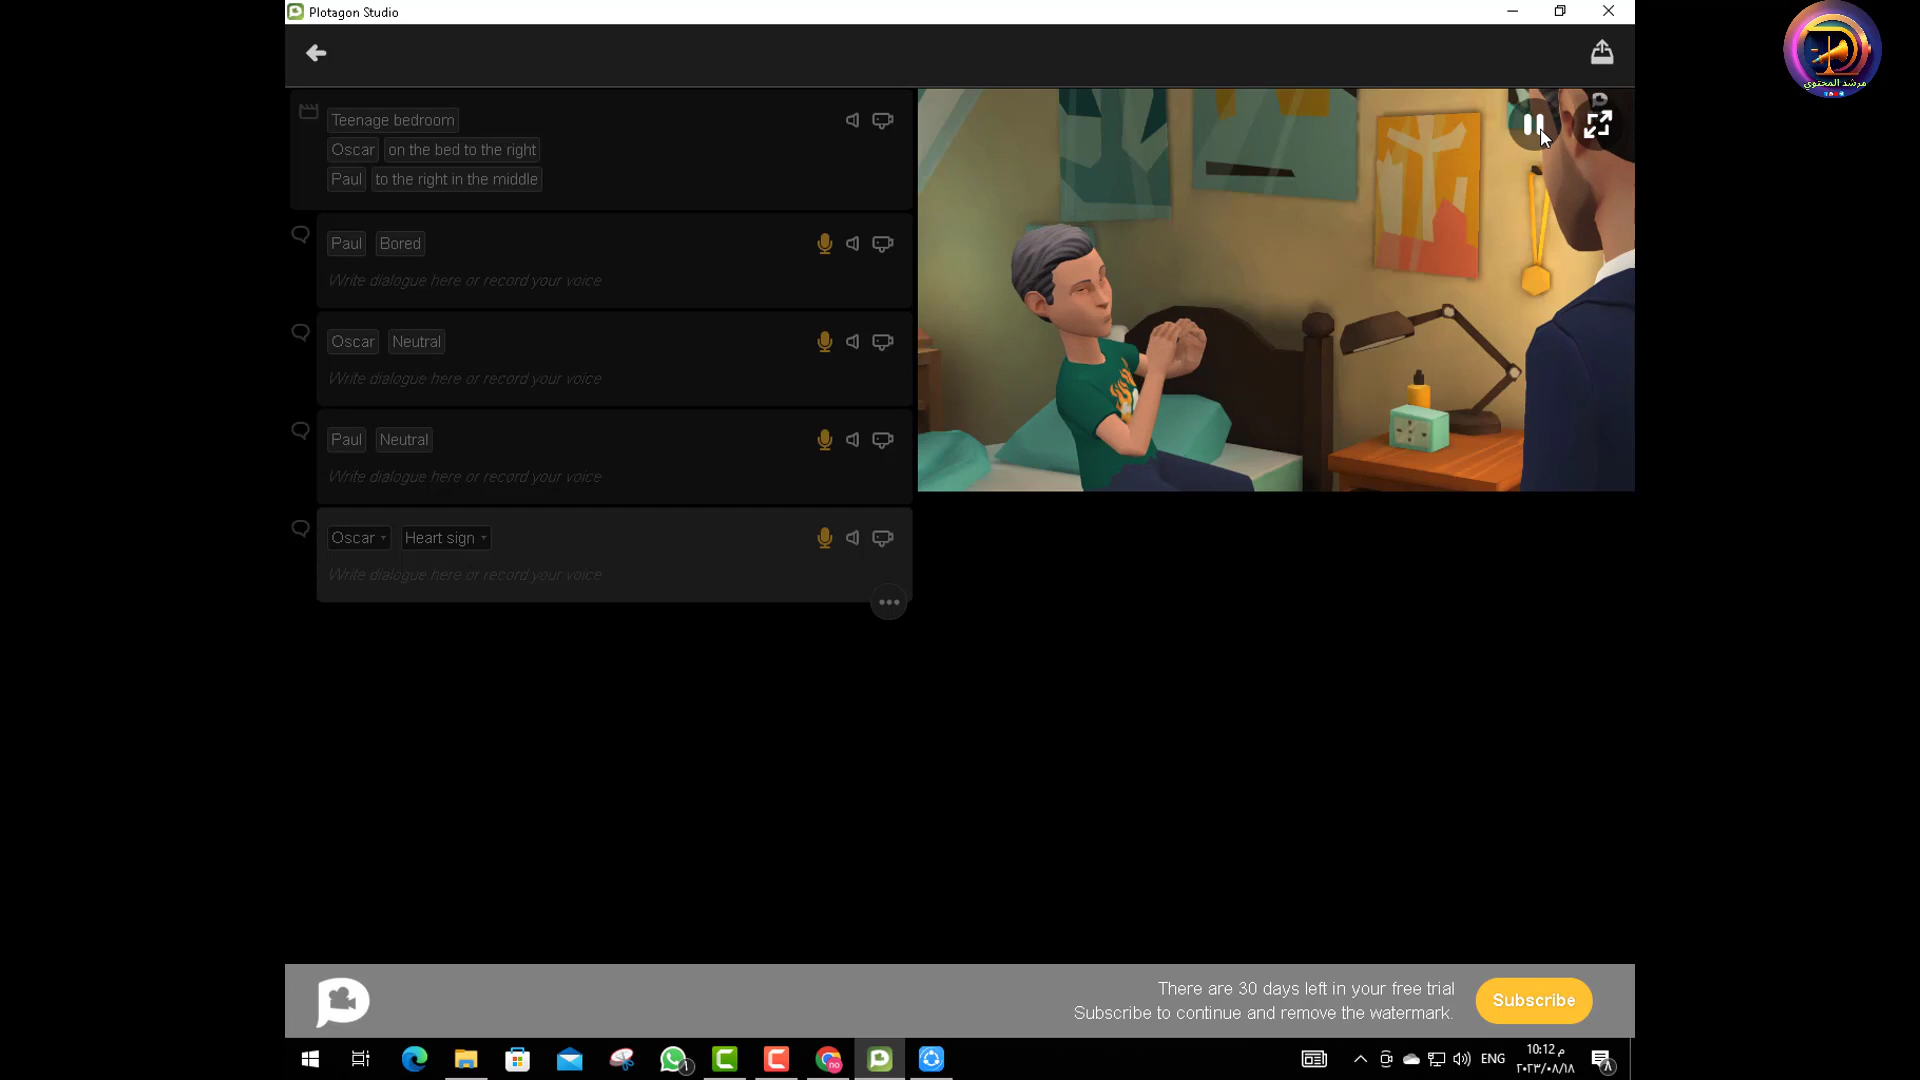 Plotagon Studio
مرشد المحتوي
Teenage bedroom
Oscar on the bed to the right
Paul to the right in the middle
Paul Bored
Write dialogue here or record your voice
Oscar Neutral
Write dialogue here or record your voice
Paul Neutral
Write dialogue here or record your voice
Oscar Heart sign
Write dialogue here or record your voice
There are 30 days left in your free trial
Subscribe to continue and remove the watermark.
Subscribe
ENG
10:12 م
٢٠٢٣/٠٨/١٨